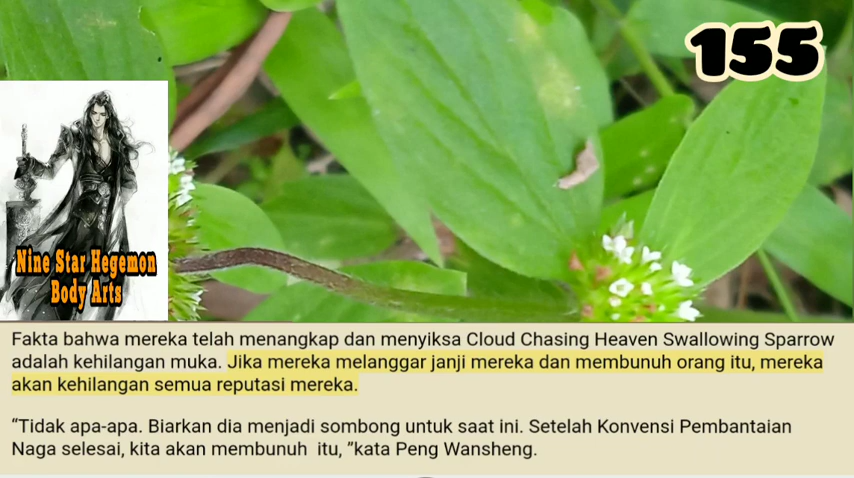 155
Nine Star Hegemon
Body Arts
Fakta bahwa mereka telah menangkap dan menyiksa Cloud Chasing Heaven Swallowing Sparrow
adalah kehilangan muka. Jika mereka melanggar janji mereka dan membunuh orang itu, mereka
akan kehilangan semua reputasi mereka.
“Tidak apa-apa. Biarkan dia menjadi sombong untuk saat ini. Setelah Konvensi Pembantaian
Naga selesai, kita akan membunuh  itu, ”kata Peng Wansheng.